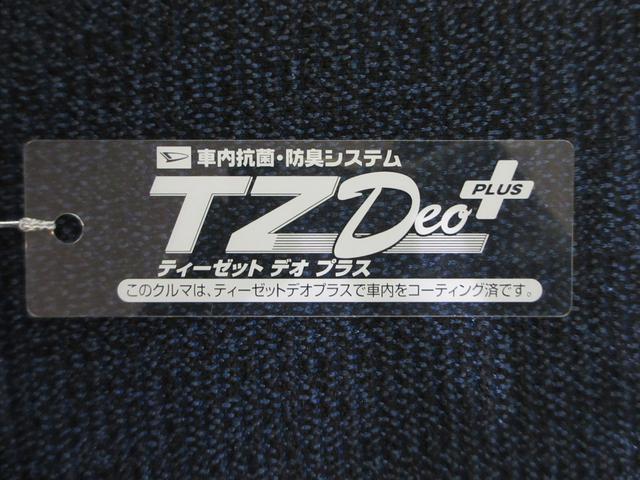 車内抗菌・防臭システム
TZ Deo PLUS
ティーゼット デオ プラス
このクルマは、ティーゼットデオプラスで車内をコーティング済です。